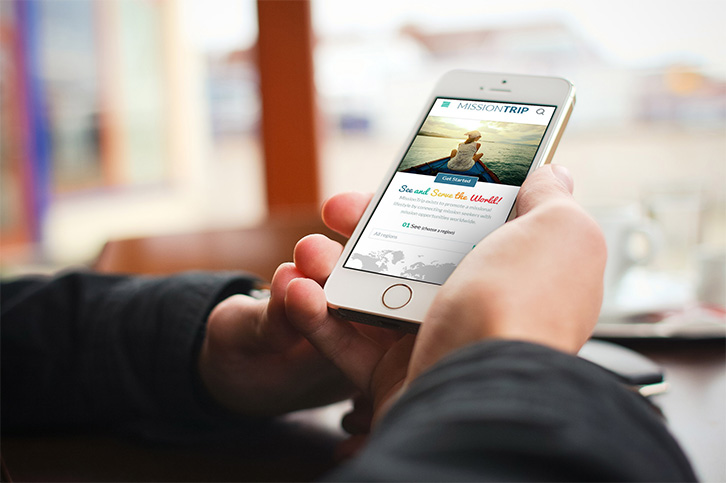 MISSIONTRIP
Get Started
See and Serve the World!
MissionTrip exists to promote a missional
lifestyle by connecting mission seekers with
mission opportunities worldwide.
01 See (choose a region)
All regions